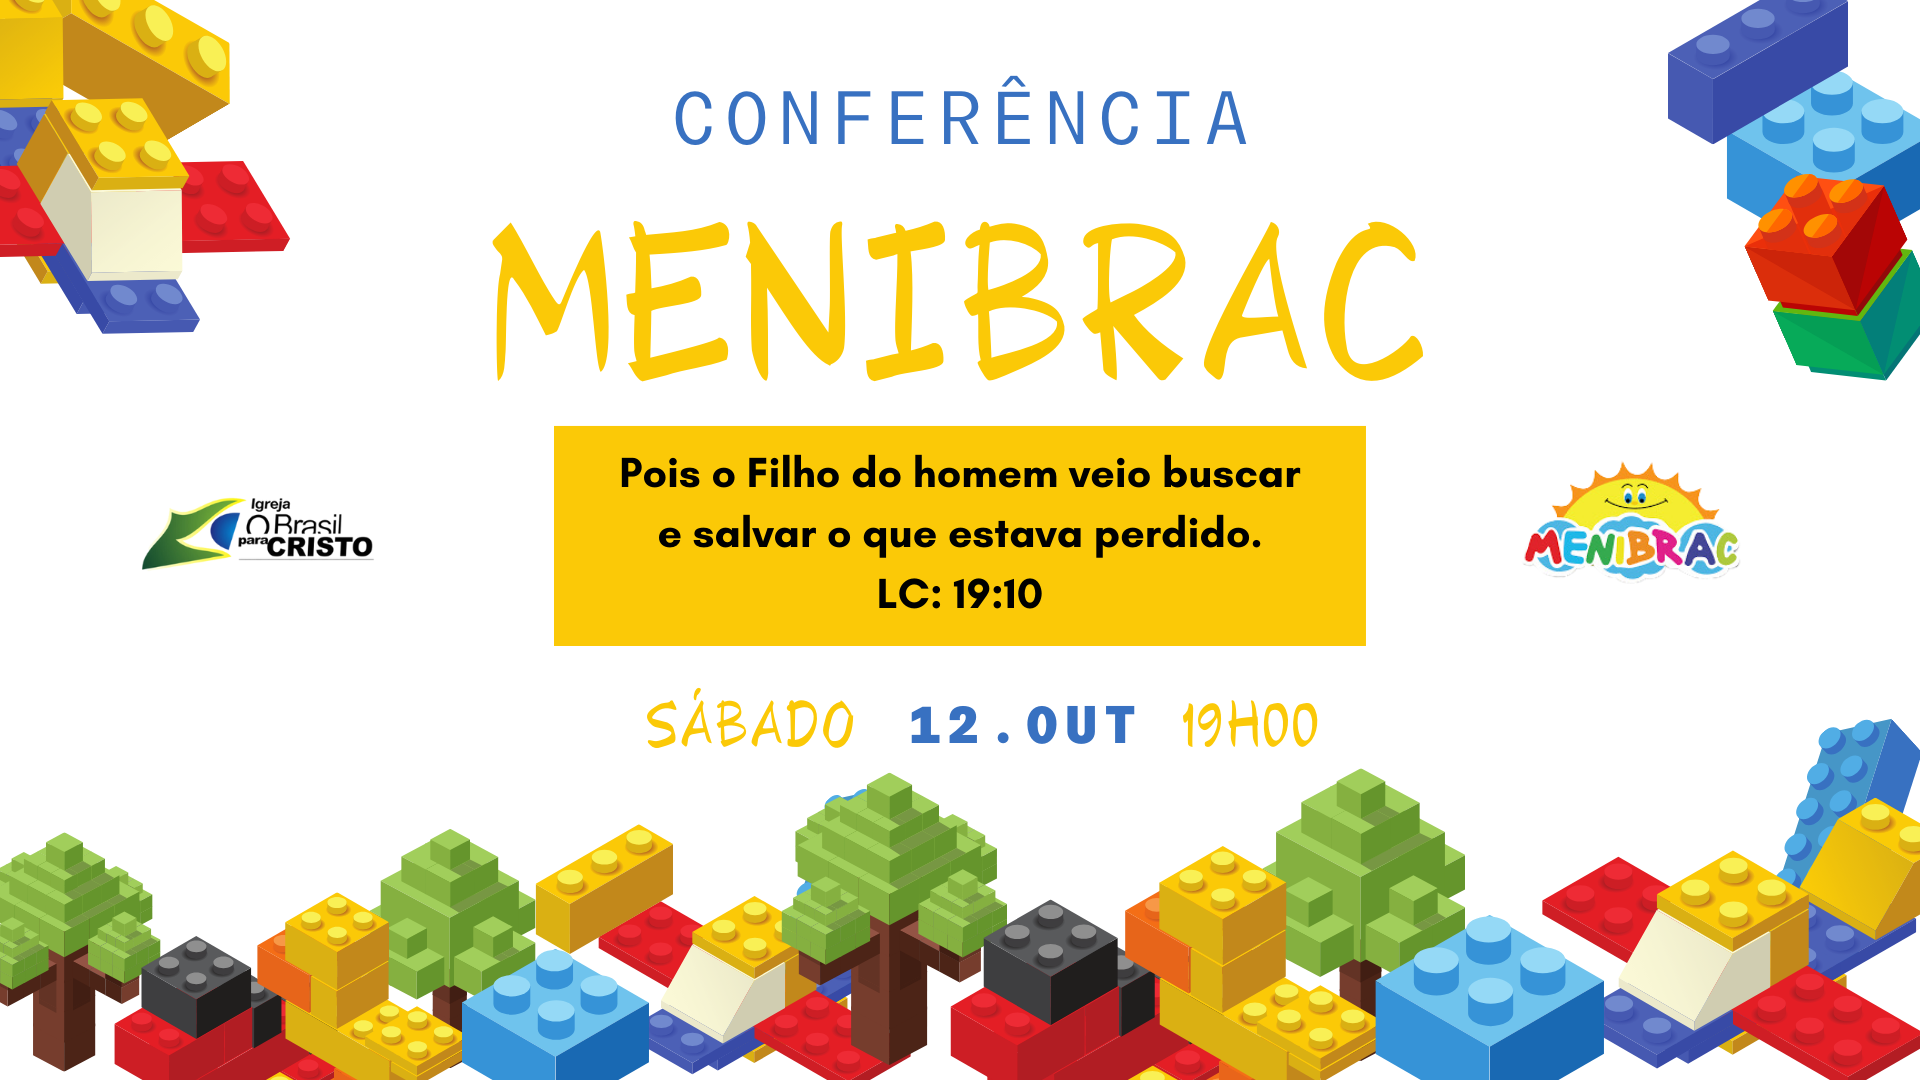 CONFERÊNCIA
MENIBRAC
Pois o Filho do homem veio buscar
e salvar o que estava perdido.
LC: 19:10
Igreja
O Brasil
para CRISTO
MENIBRAC
SÁBADO 12.OUT 19H00